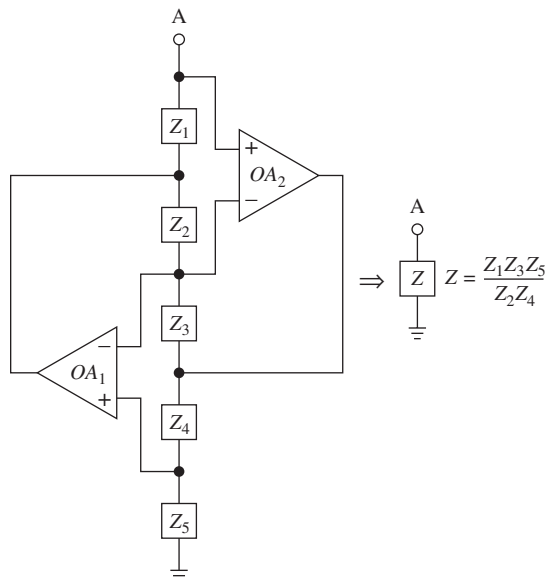 A
Z₁
+
OA₂
−
Z₂
A
⇒
Z
Z = Z₁Z₃Z₅ / Z₂Z₄
Z₃
−
OA₁
+
Z₄
Z₅